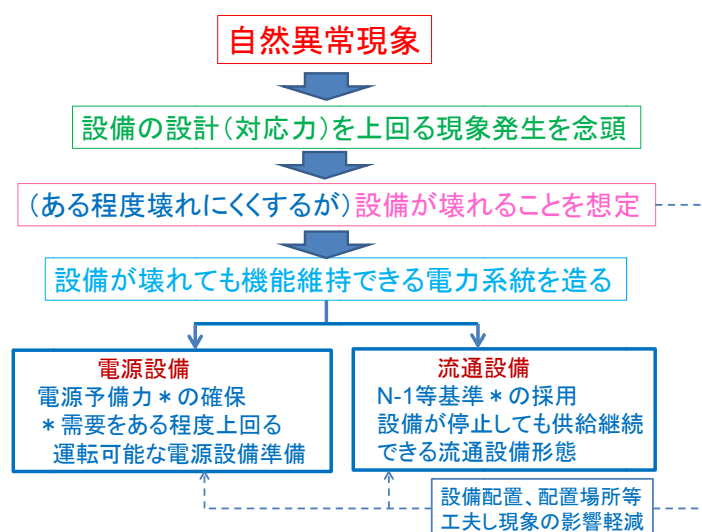 自然異常現象
設備の設計(対応力)を上回る現象発生を念頭
(ある程度壊れにくくするが)設備が壊れることを想定
設備が壊れても機能維持できる電力系統を造る
電源設備
電源予備力*の確保
*需要をある程度上回る
運転可能な電源設備準備
流通設備
N-1等基準*の採用
設備が停止しても供給継続
できる流通設備形態
設備配置、配置場所等
工夫し現象の影響軽減